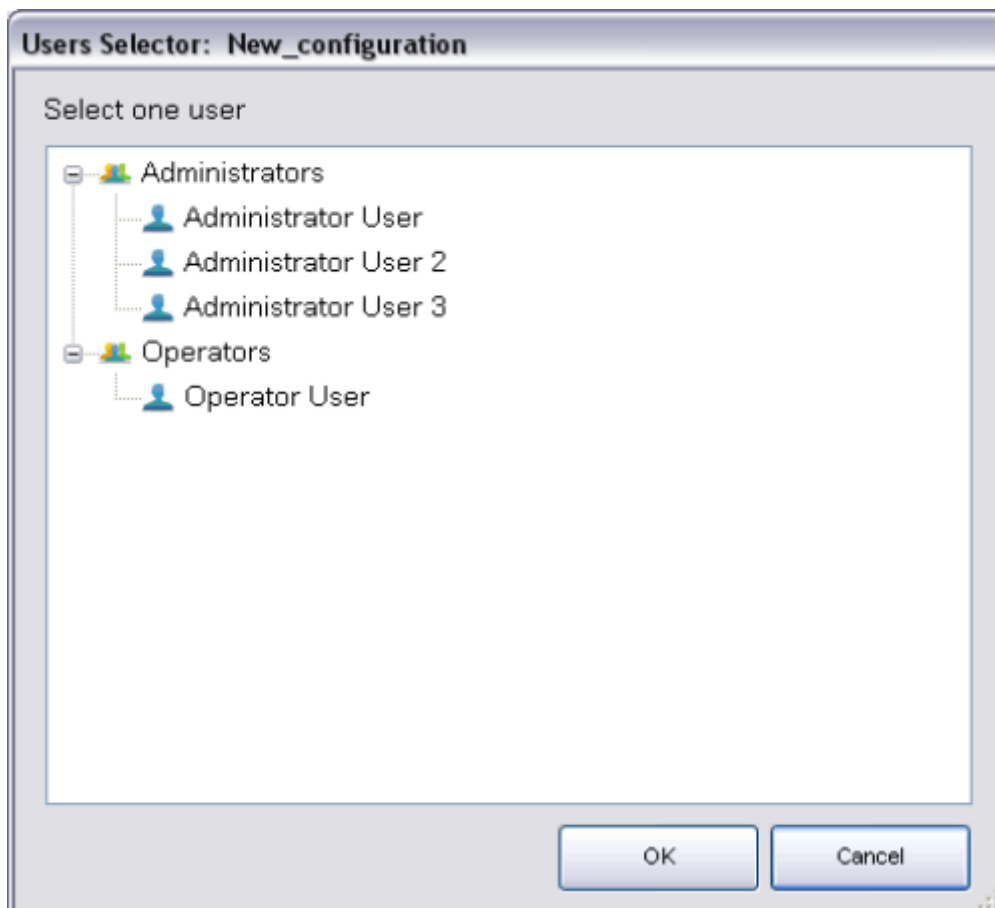 Users Selector: New_configuration
Select one user
Administrators
Administrator User
Administrator User 2
Administrator User 3
Operators
Operator User
OK
Cancel